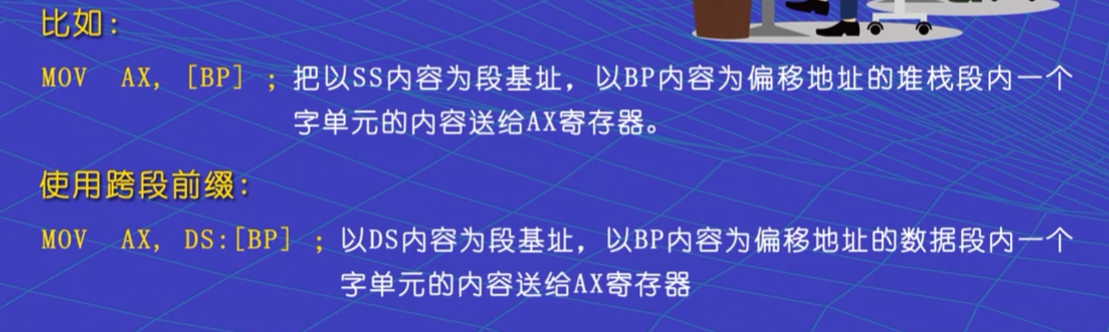 比如：
MOV AX, [BP] ；把以SS内容为段基址，以BP内容为偏移地址的堆栈段内一个
字单元的内容送给AX寄存器。
使用跨段前缀：
MOV AX, DS:[BP] ；以DS内容为段基址，以BP内容为偏移地址的数据段内一个
字单元的内容送给AX寄存器